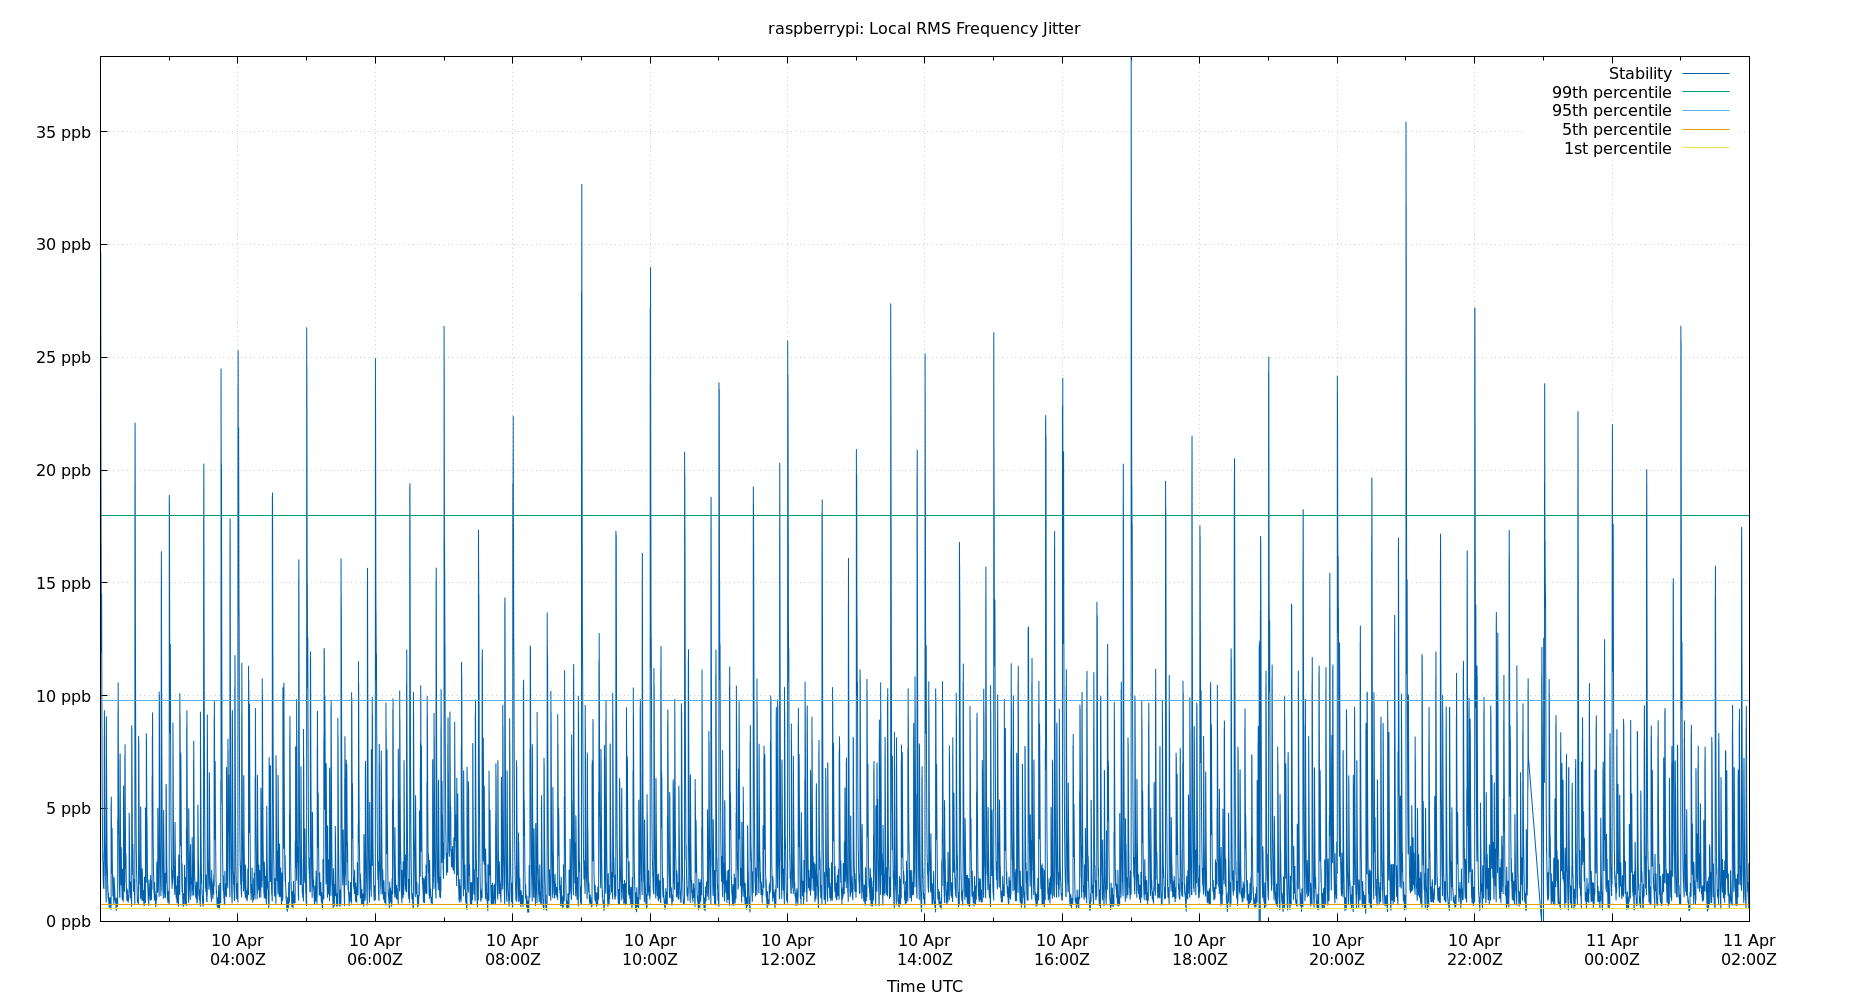 raspberrypi: Local RMS Frequency Jitter
Stability
99th percentile
95th percentile
5th percentile
1st percentile
35 ppb
30 ppb
25 ppb
20 ppb
15 ppb
10 ppb
5 ppb
0 ppb
10 Apr 10 Apr 10 Apr 10 Apr 10 Apr 10 Apr 10 Apr 10 Apr 10 Apr 10 Apr 11 Apr 11 Apr
04:00Z 06:00Z 08:00Z 10:00Z 12:00Z 14:00Z 16:00Z 18:00Z 20:00Z 22:00Z 00:00Z 02:00Z
Time UTC